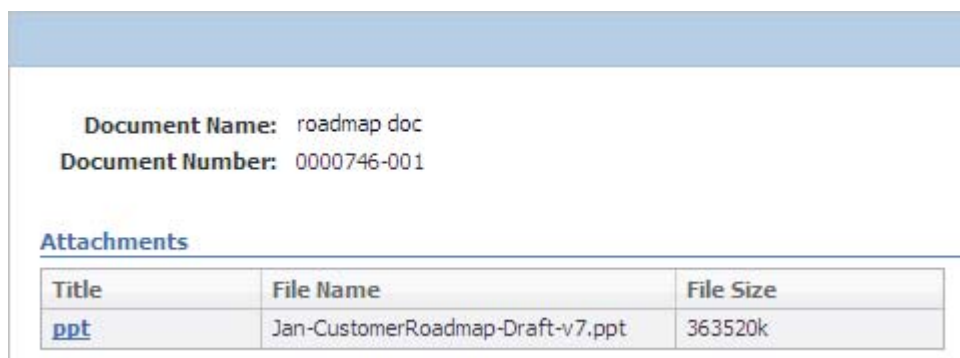 Document Name: roadmap doc
Document Number: 0000746-001
Attachments
Title File Name File Size
ppt Jan-CustomerRoadmap-Draft-v7.ppt 363520k